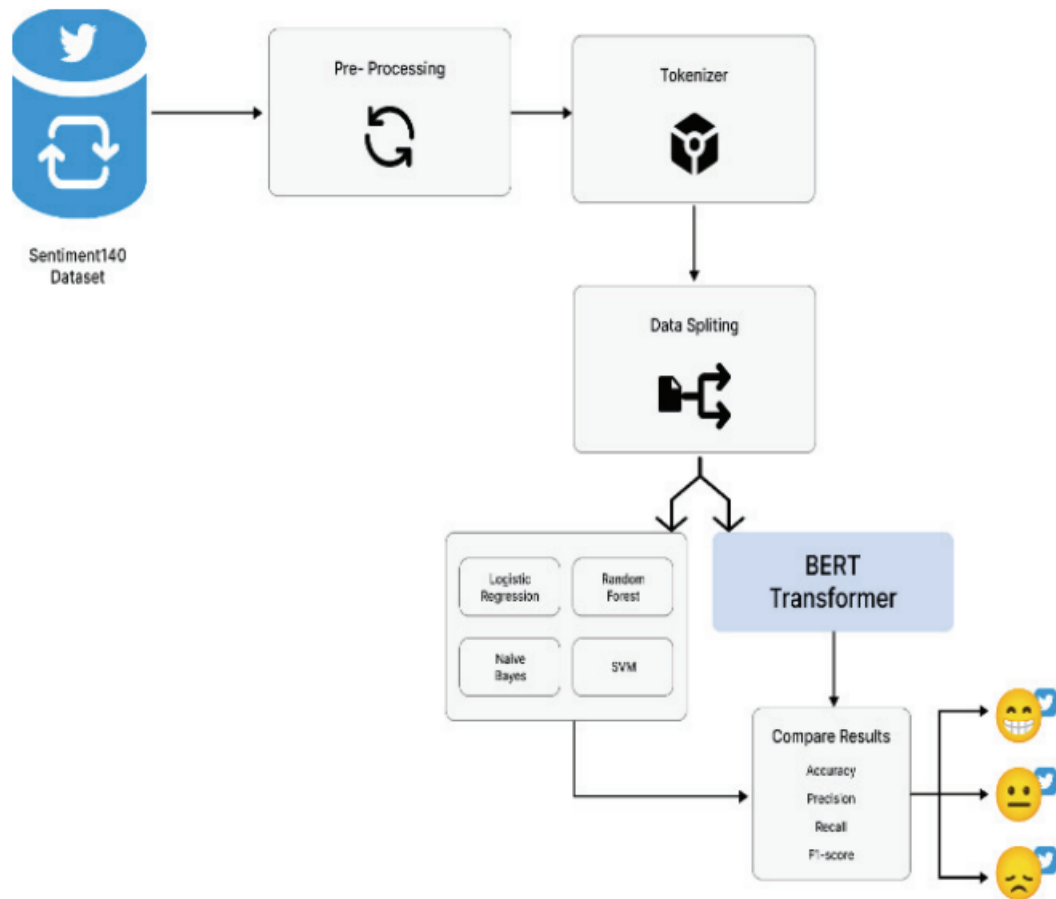 Pre- Processing
Tokenizer
Sentiment140
Dataset
Data Spliting
Logistic
Regression
Random
Forest
Naive
Bayes
SVM
BERT
Transformer
Compare Results
Accuracy
Precision
Recall
F1-score